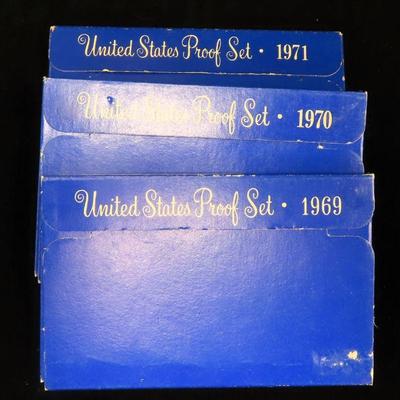 United States Proof Set · 1971
United States Proof Set · 1970
United States Proof Set · 1969